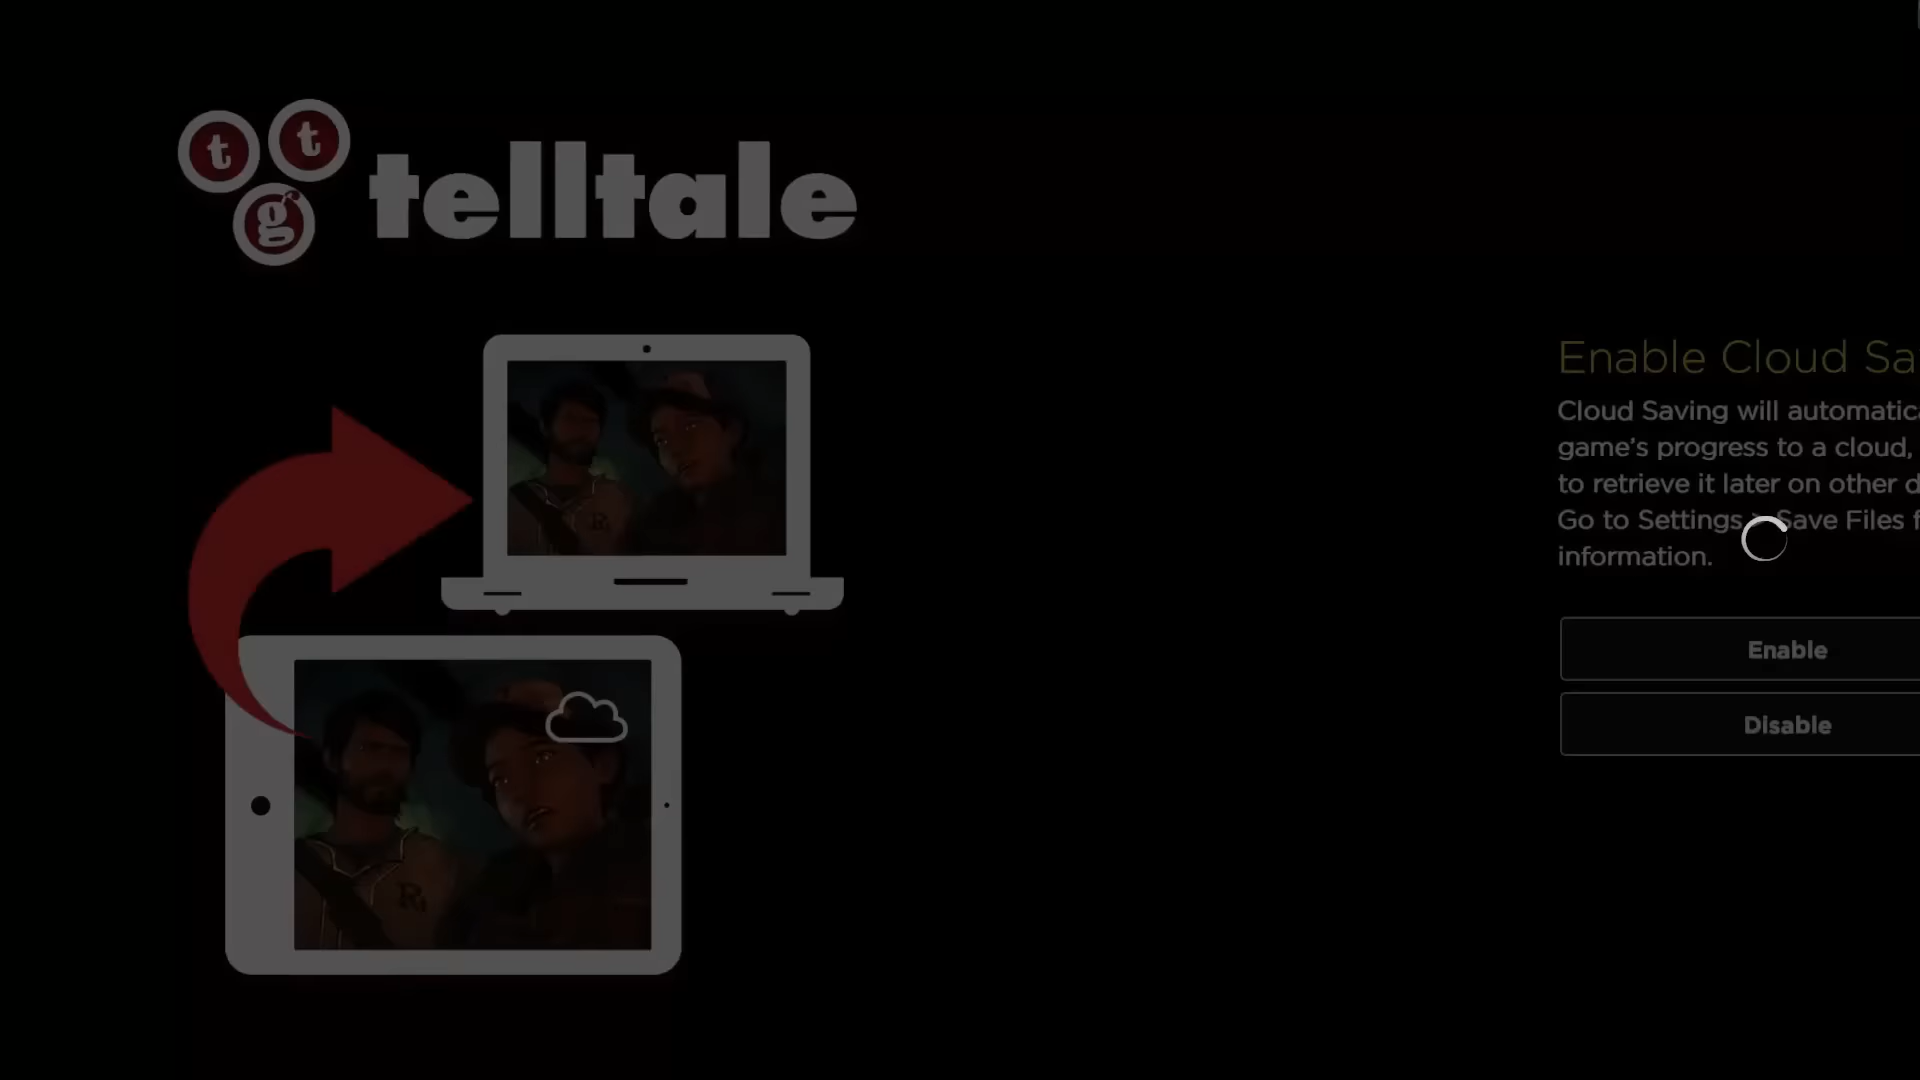 t t g telltale
Enable Cloud Sa
Cloud Saving will automatica
game's progress to a cloud,
to retrieve it later on other d
Go to Settings > Save Files f
information.
Enable
Disable
R